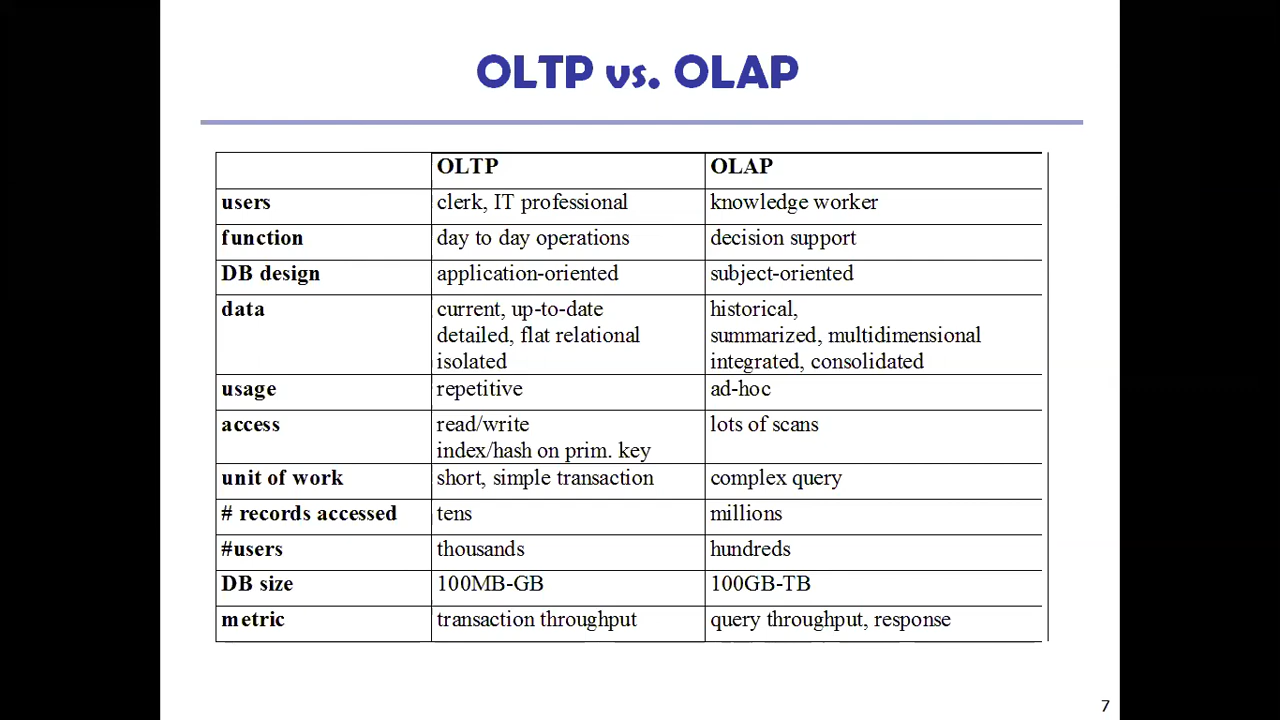 OLTP vs. OLAP
OLTP OLAP
users clerk, IT professional knowledge worker
function day to day operations decision support
DB design application-oriented subject-oriented
data current, up-to-date historical,
detailed, flat relational summarized, multidimensional
isolated integrated, consolidated
usage repetitive ad-hoc
access read/write lots of scans
index/hash on prim. key
unit of work short, simple transaction complex query
# records accessed tens millions
#users thousands hundreds
DB size 100MB-GB 100GB-TB
metric transaction throughput query throughput, response
7